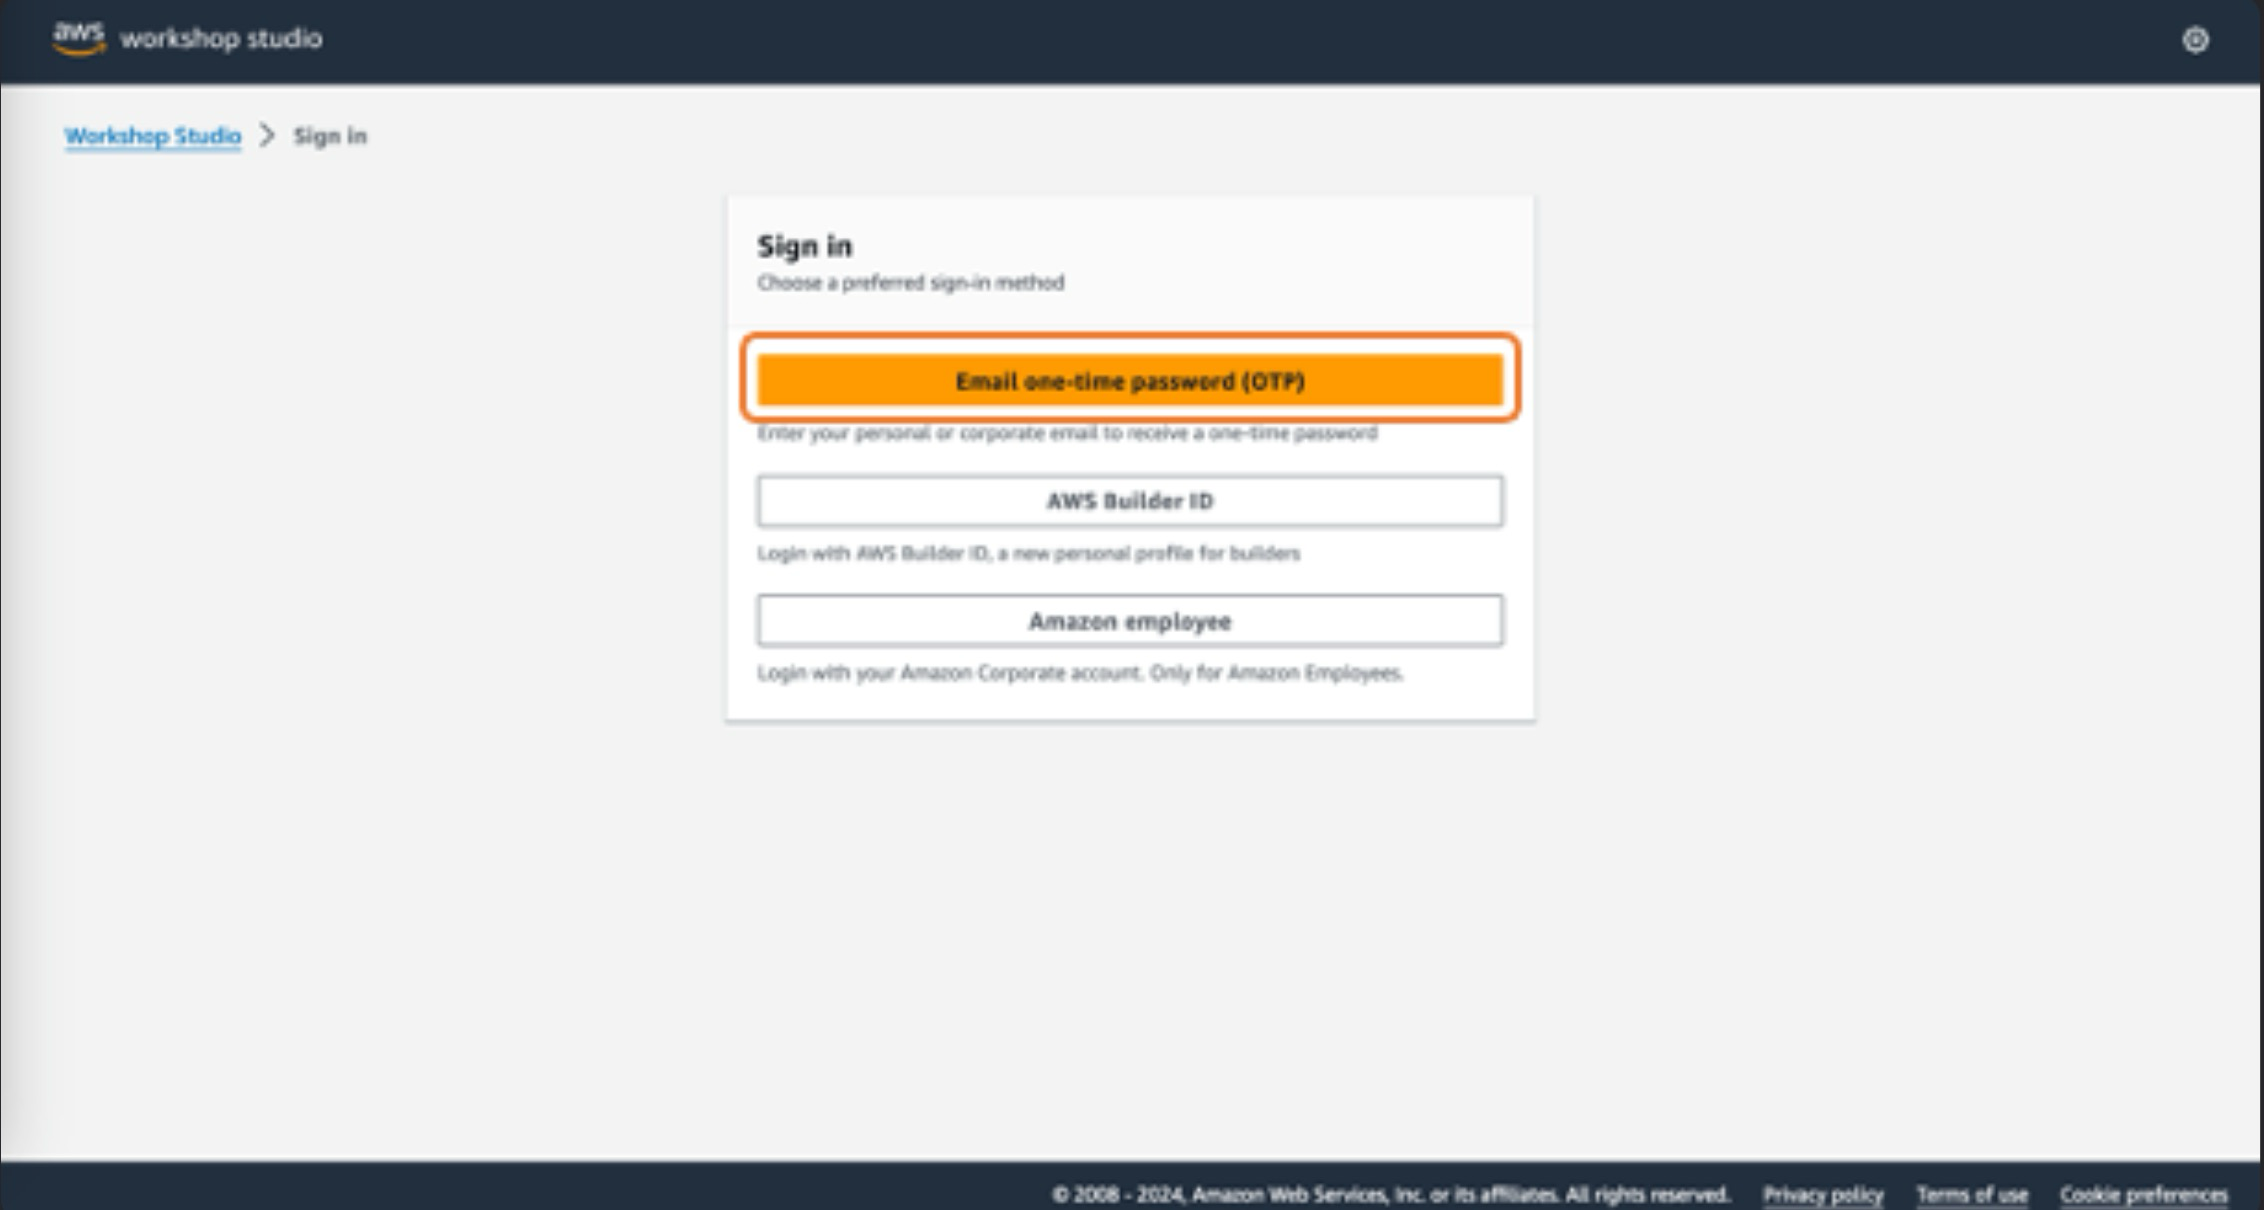 aws workshop studio
Workshop Studio > Sign in
Sign in
Choose a preferred sign-in method
Email one-time password (OTP)
Enter your personal or corporate email to receive a one-time password
AWS Builder ID
Login with AWS Builder ID, a new personal profile for builders
Amazon employee
Login with your Amazon Corporate account. Only for Amazon Employees.
© 2008 - 2024, Amazon Web Services, Inc. or its affiliates. All rights reserved. Privacy policy Terms of use Cookie preferences